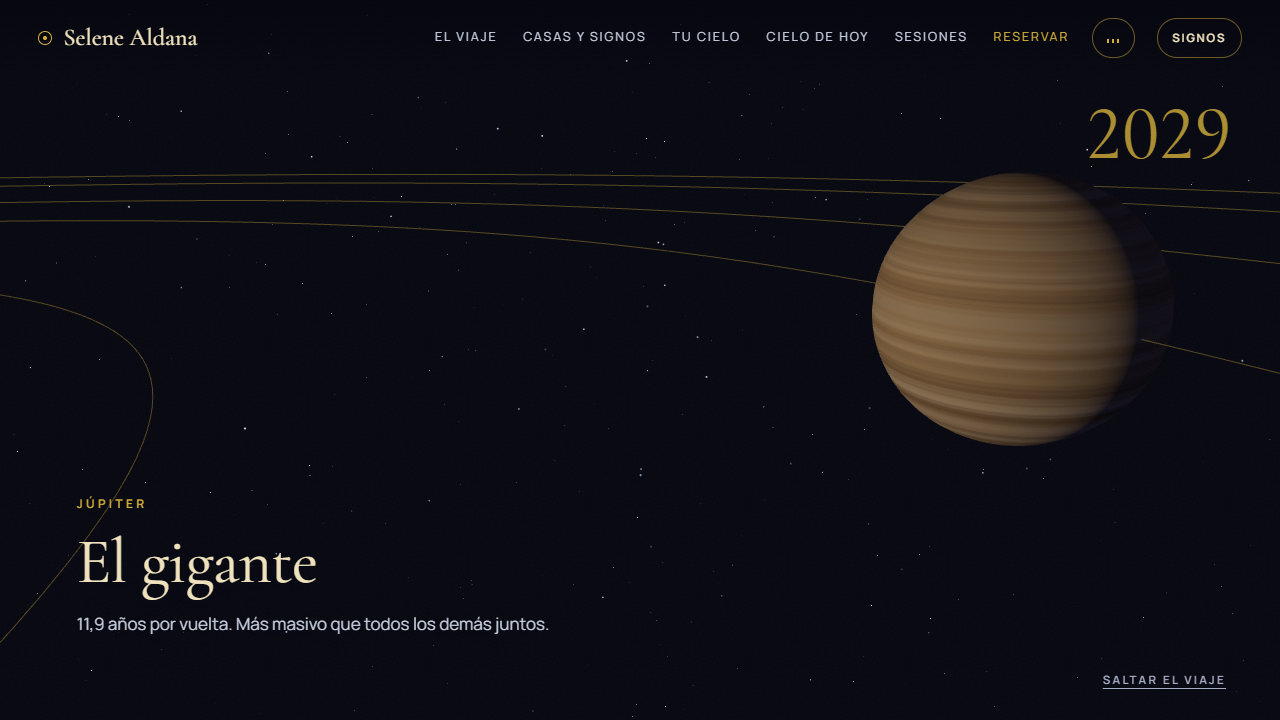 Selene Aldana
EL VIAJE
CASAS Y SIGNOS
TU CIELO
CIELO DE HOY
SESIONES
RESERVAR
SIGNOS
2029
JÚPITER
El gigante
11,9 años por vuelta. Más masivo que todos los demás juntos.
SALTAR EL VIAJE